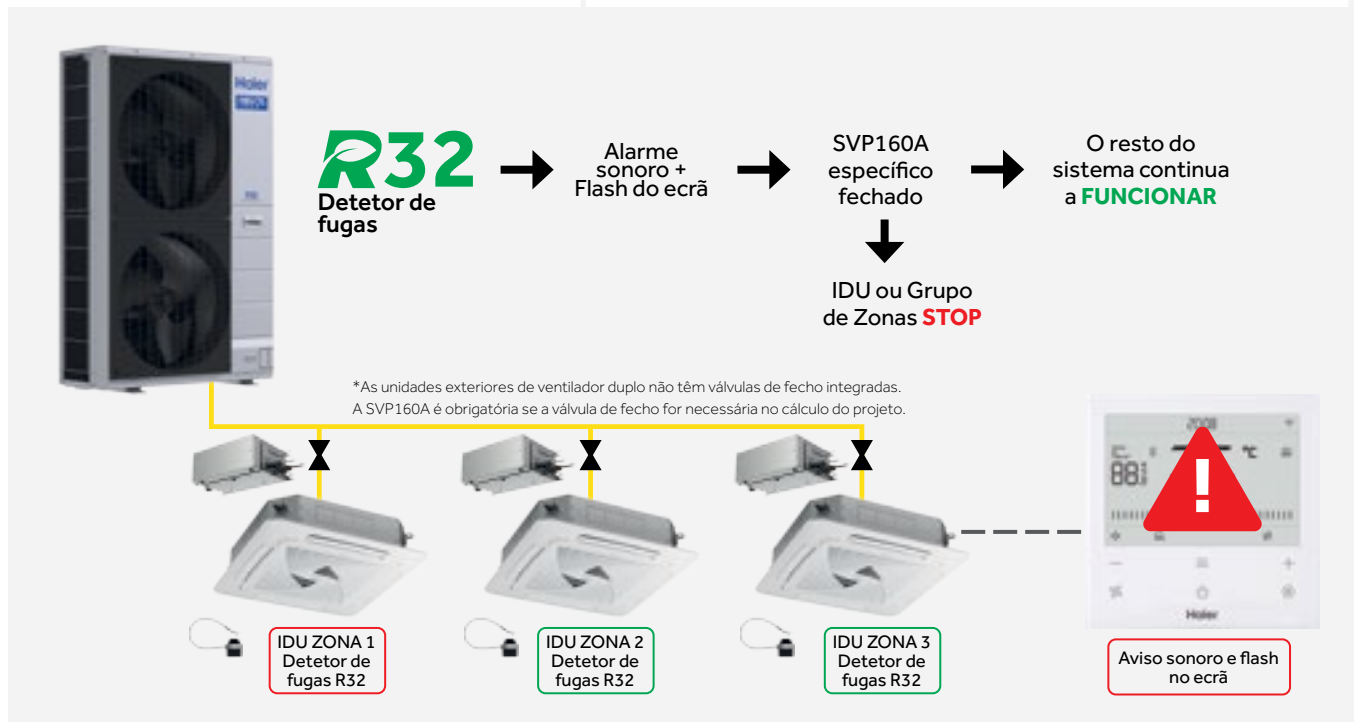 Haier
R32
Detetor de
fugas
Alarme
sonoro +
Flash do ecrã
SVP160A
específico
fechado
O resto do
sistema continua
a FUNCIONAR
IDU ou Grupo
de Zonas STOP
*As unidades exteriores de ventilador duplo não têm válvulas de fecho integradas.
A SVP160A é obrigatória se a válvula de fecho for necessária no cálculo do projeto.
IDU ZONA 1
Detetor de
fugas R32
IDU ZONA 2
Detetor de
fugas R32
IDU ZONA 3
Detetor de
fugas R32
°C
88
!
Haier
Aviso sonoro e flash
no ecrã